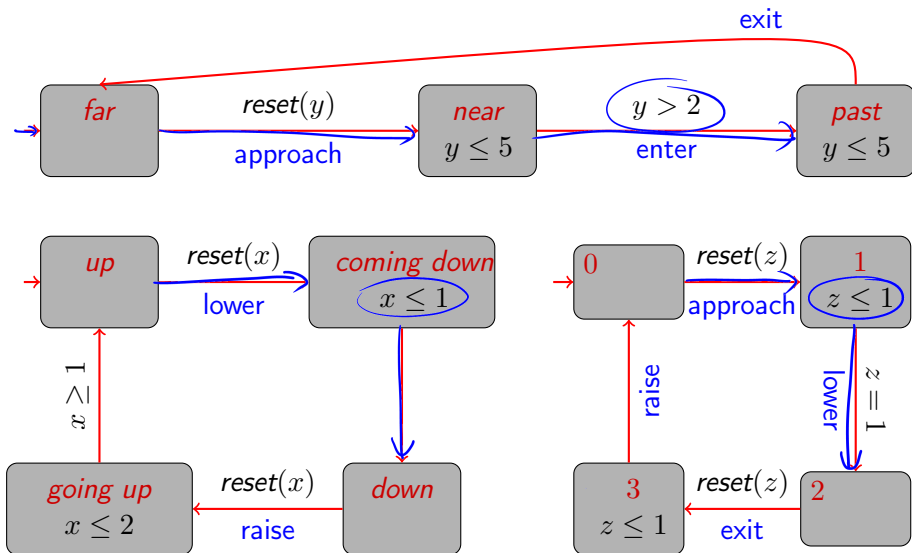 exit
far
reset(y)
approach
near
y ≤ 5
y > 2
enter
past
y ≤ 5
up
reset(x)
lower
coming down
x ≤ 1
0
reset(z)
approach
1
z ≤ 1
x ≥ 1
raise
lower
z = 1
going up
x ≤ 2
reset(x)
raise
down
3
z ≤ 1
reset(z)
exit
2